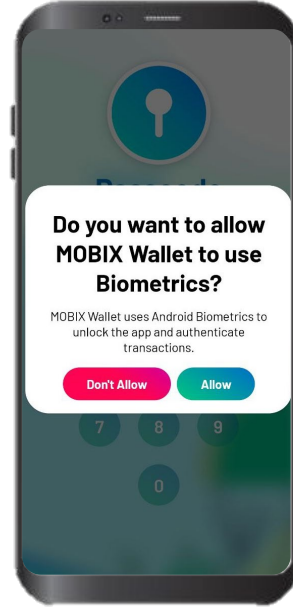 Do you want to allow
MOBIX Wallet to use
Biometrics?
MOBIX Wallet uses Android Biometrics to
unlock the app and authenticate
transactions.
Don't Allow
Allow
7 8 9
0